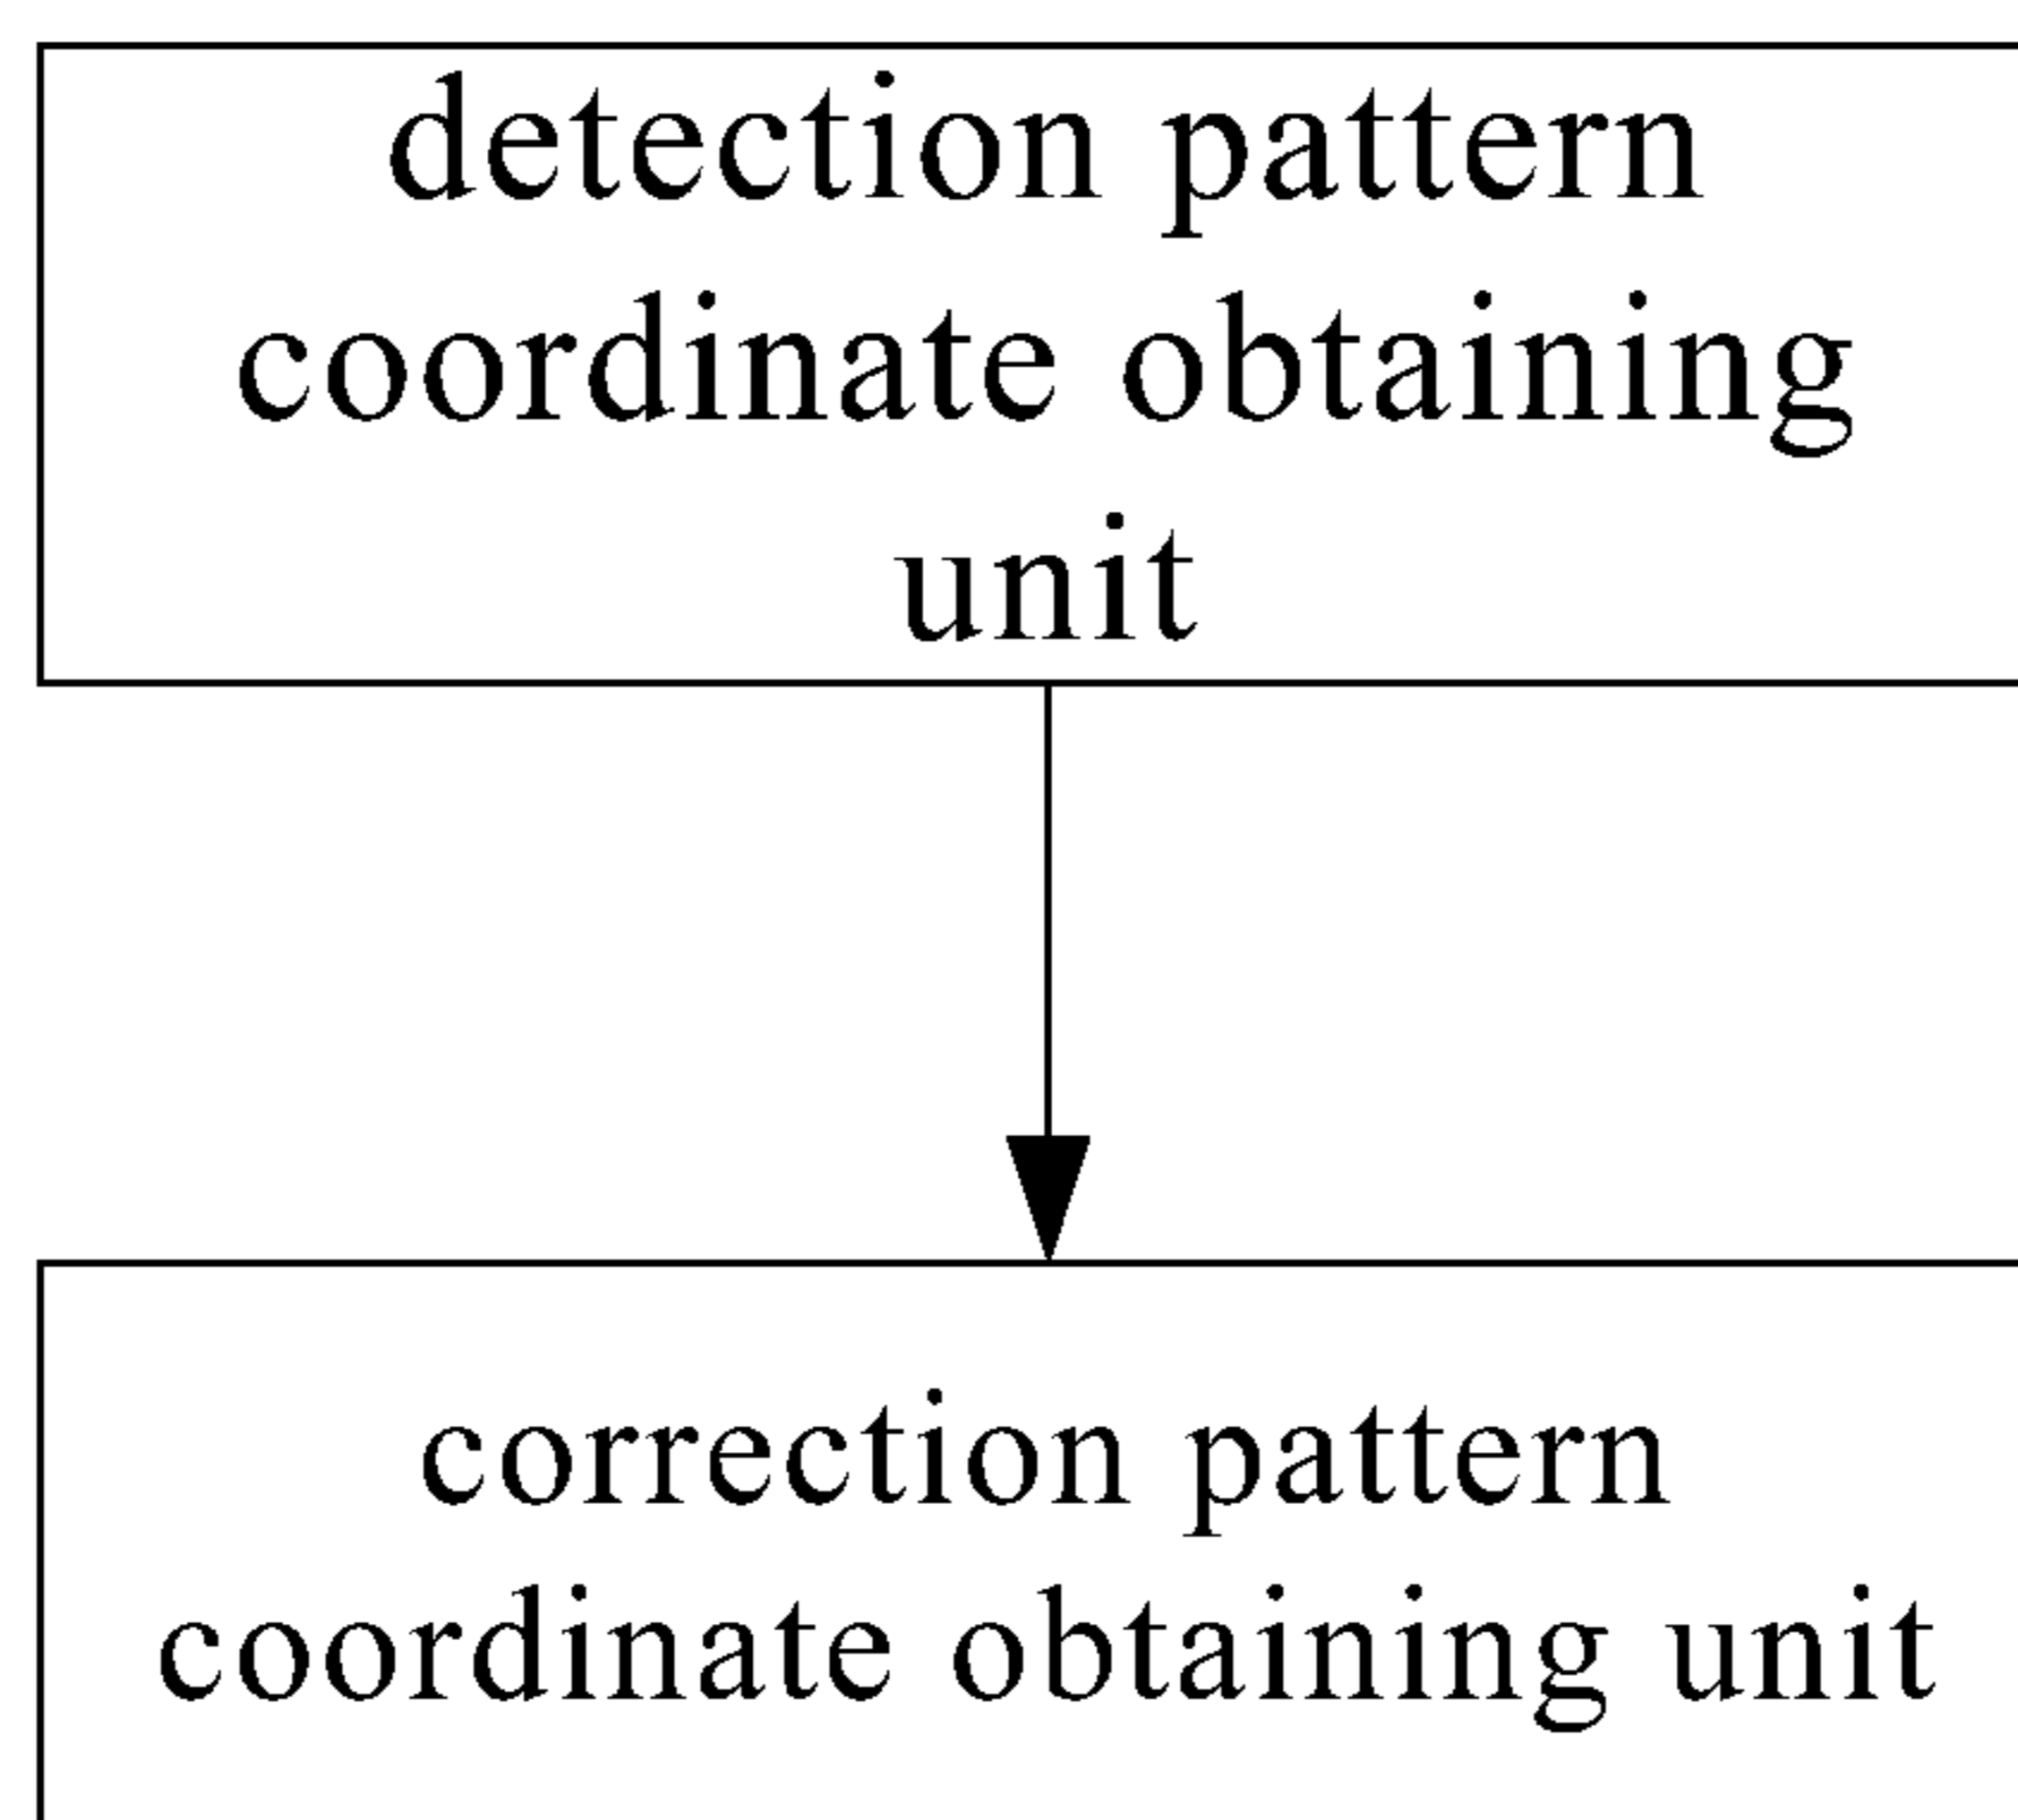 detection pattern
coordinate obtaining
unit
correction pattern
coordinate obtaining unit